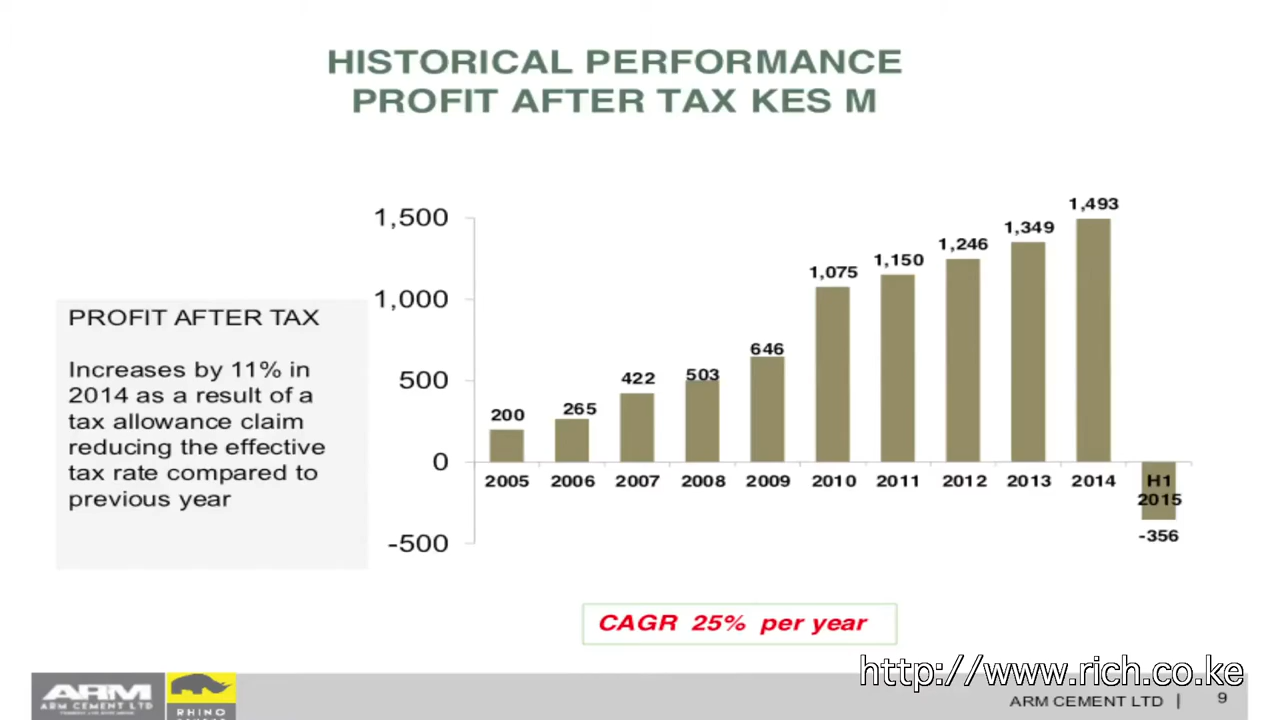 HISTORICAL PERFORMANCE
PROFIT AFTER TAX KES M
PROFIT AFTER TAX
Increases by 11% in
2014 as a result of a
tax allowance claim
reducing the effective
tax rate compared to
previous year
1,500
1,000
500
0
-500
200
265
422
503
646
1,075
1,150
1,246
1,349
1,493
-356
2005 2006 2007 2008 2009 2010 2011 2012 2013 2014 H1
2015
CAGR 25% per year
http://www.rich.co.ke
ARM
ARM CEMENT LTD
RHINO
ARM CEMENT LTD | 9